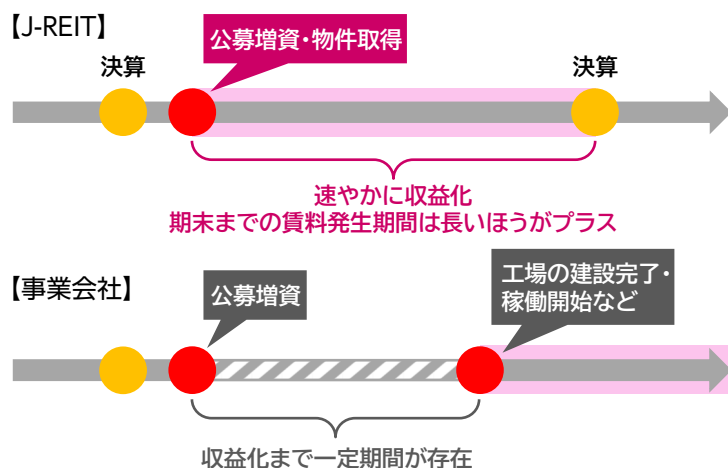 【J-REIT】
公募増資・物件取得
決算
決算
速やかに収益化
期末までの賃料発生期間は長いほうがプラス
【事業会社】
公募増資
工場の建設完了・
稼働開始など
収益化まで一定期間が存在